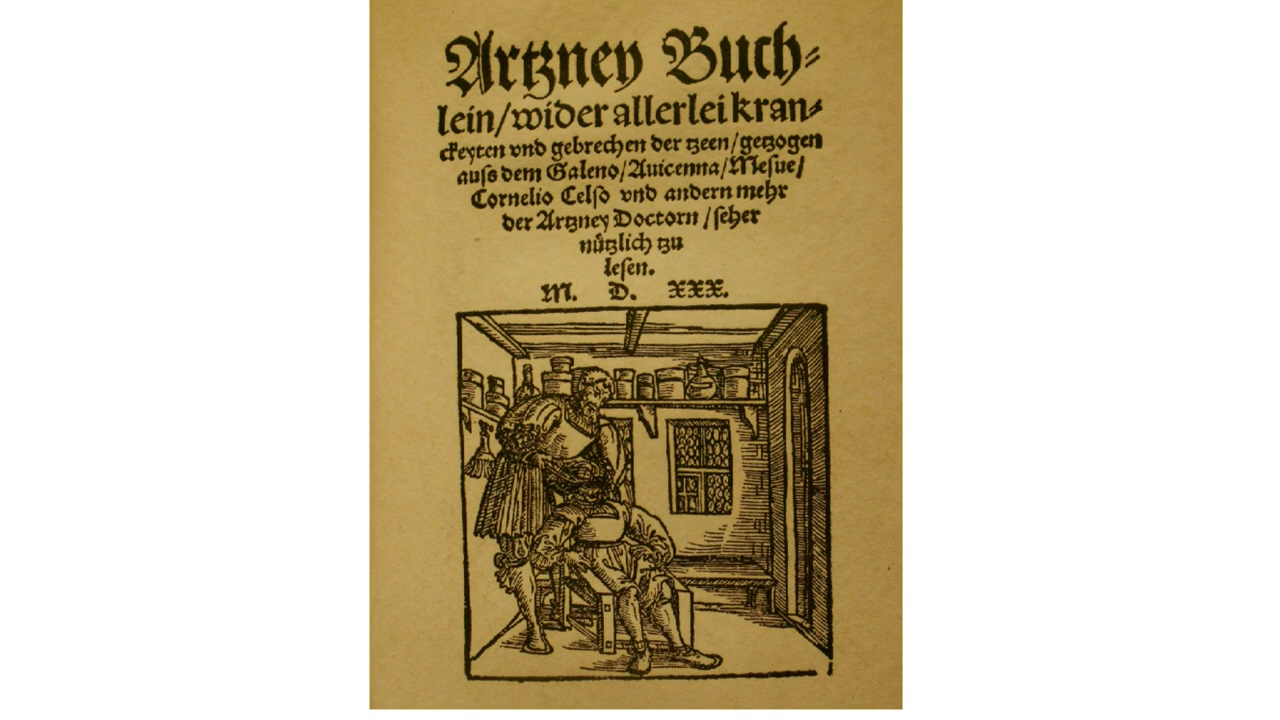 Artzney Buch-
lein/wider allerlei kran-
ckeyten vnd gebrechen der tzeen/getzogen
auſs dem Galeno/Auicenna/Meſue/
Cornelio Celſo vnd andern mehr
der Artzney Doctorn/ſeher
nützlich tzu
leſen.
M. D. XXX.